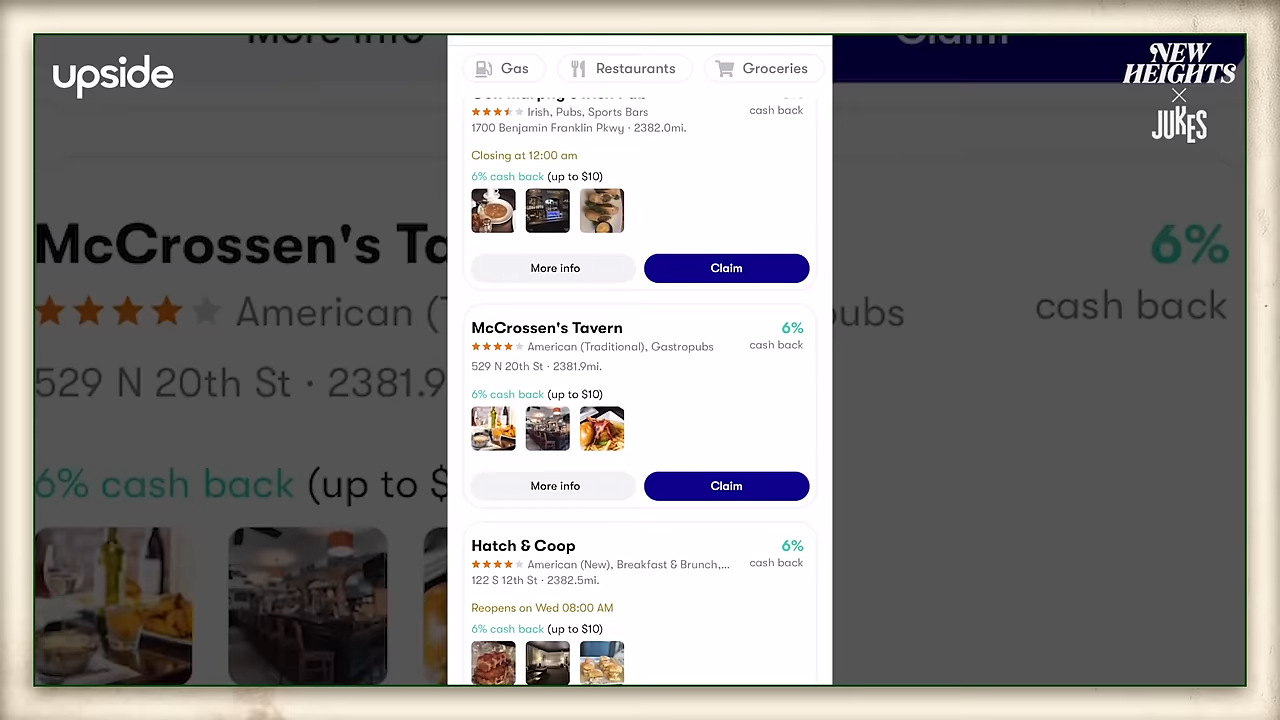 upside
NEW
HEIGHTS
X
JUKES
More info
Claim
Gas
Restaurants
Groceries
Irish, Pubs, Sports Bars
cash back
1700 Benjamin Franklin Pkwy · 2382.0mi.
Closing at 12:00 am
6% cash back (up to $10)
More info
Claim
McCrossen's Tavern
6%
American (Traditional), Gastropubs
cash back
529 N 20th St · 2381.9mi.
6% cash back (up to $10)
More info
Claim
Hatch & Coop
6%
American (New), Breakfast & Brunch,...
cash back
122 S 12th St · 2382.5mi.
Reopens on Wed 08:00 AM
6% cash back (up to $10)
McCrossen's Ta
6%
American (T
pubs
cash back
529 N 20th St · 2381.9
6% cash back (up to $